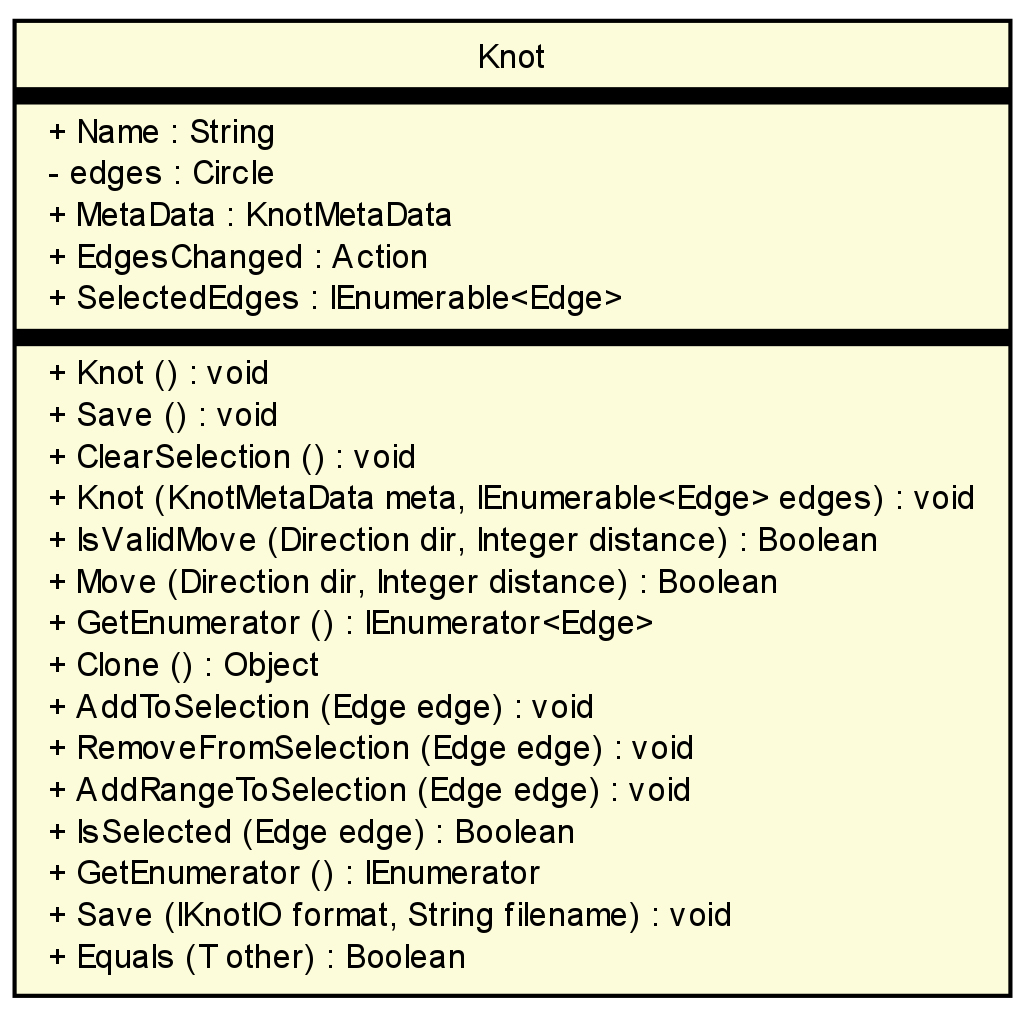 Knot
+ Name : String
- edges : Circle
+ MetaData : KnotMetaData
+ EdgesChanged : Action
+ SelectedEdges : IEnumerable<Edge>
+ Knot () : void
+ Save () : void
+ ClearSelection () : void
+ Knot (KnotMetaData meta, IEnumerable<Edge> edges) : void
+ IsValidMove (Direction dir, Integer distance) : Boolean
+ Move (Direction dir, Integer distance) : Boolean
+ GetEnumerator () : IEnumerator<Edge>
+ Clone () : Object
+ AddToSelection (Edge edge) : void
+ RemoveFromSelection (Edge edge) : void
+ AddRangeToSelection (Edge edge) : void
+ IsSelected (Edge edge) : Boolean
+ GetEnumerator () : IEnumerator
+ Save (IKnotIO format, String filename) : void
+ Equals (T other) : Boolean